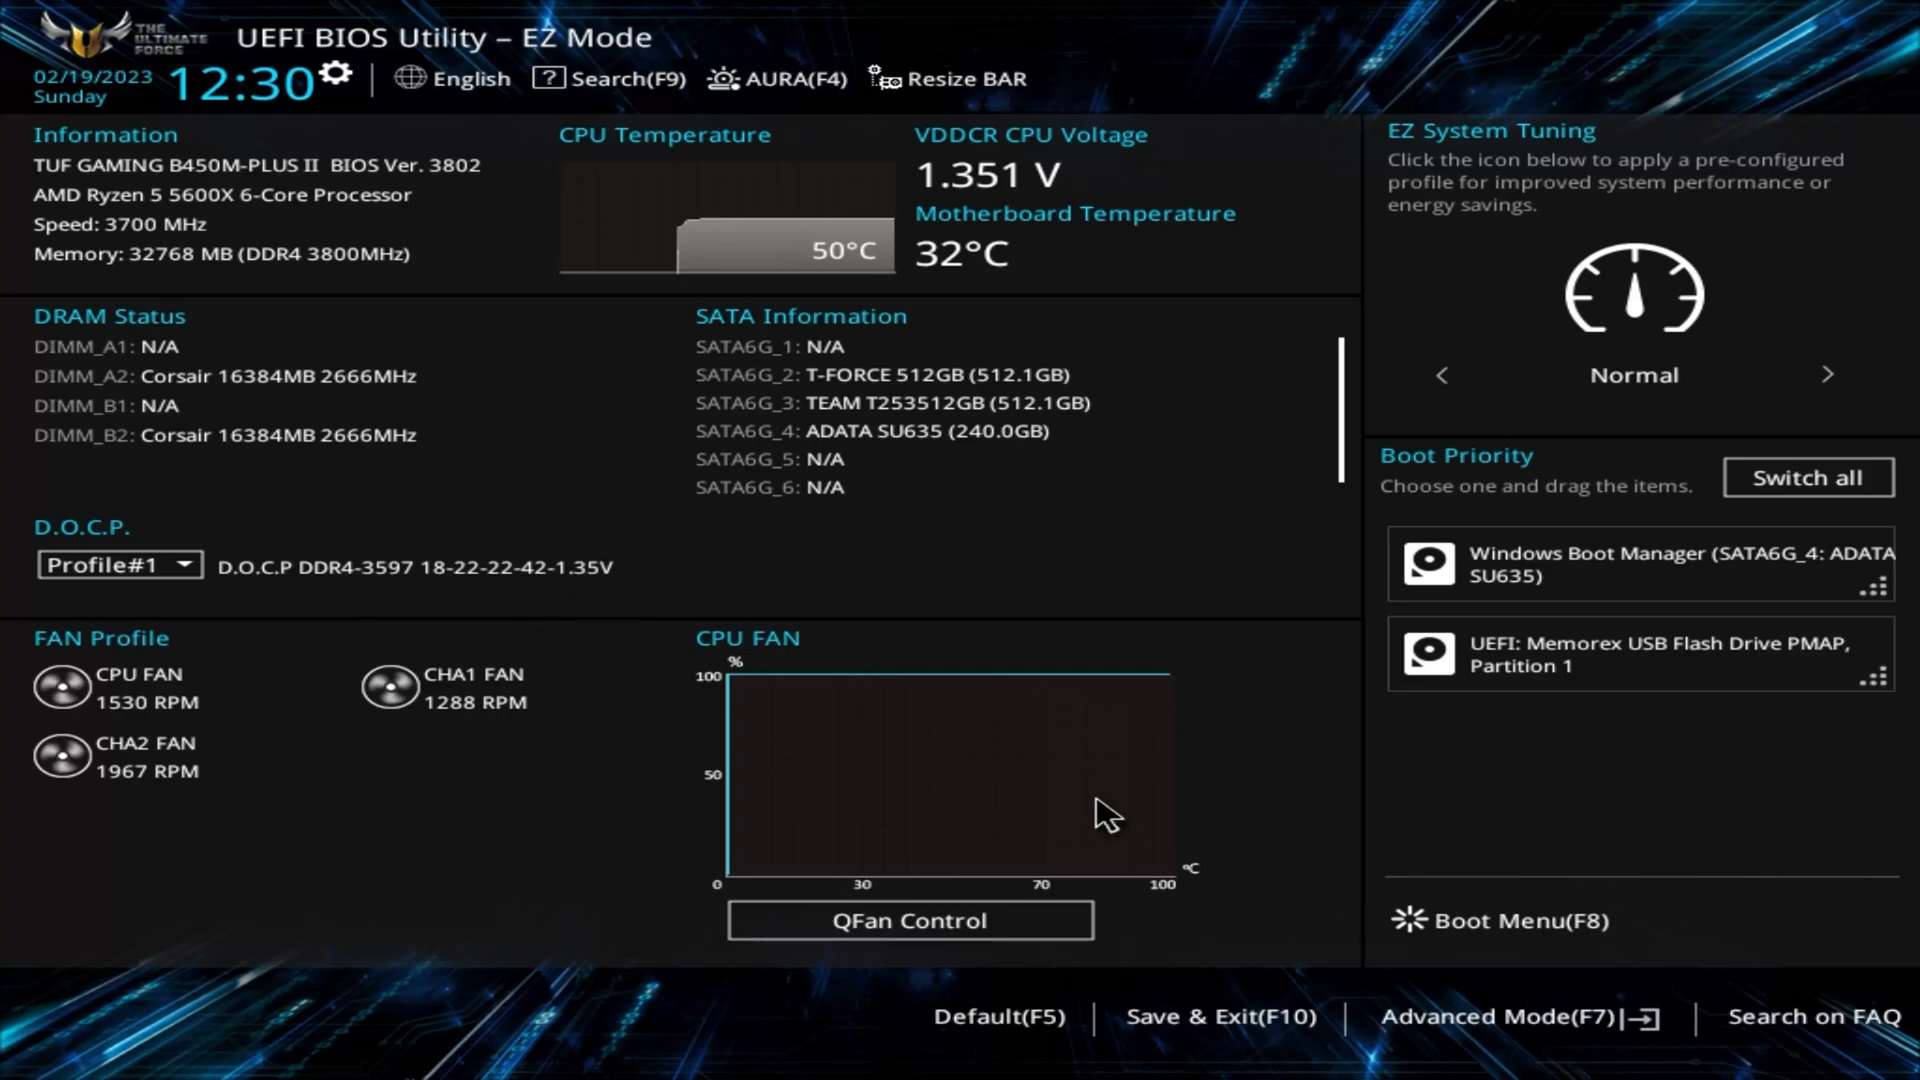 THE
ULTIMATE
FORCE
UEFI BIOS Utility – EZ Mode
02/19/2023
Sunday
12:30
English
? Search(F9)
AURA(F4)
Resize BAR
Information
TUF GAMING B450M-PLUS II BIOS Ver. 3802
AMD Ryzen 5 5600X 6-Core Processor
Speed: 3700 MHz
Memory: 32768 MB (DDR4 3800MHz)
CPU Temperature
50°C
VDDCR CPU Voltage
1.351 V
Motherboard Temperature
32°C
EZ System Tuning
Click the icon below to apply a pre-configured
profile for improved system performance or
energy savings.
Normal
DRAM Status
DIMM_A1: N/A
DIMM_A2: Corsair 16384MB 2666MHz
DIMM_B1: N/A
DIMM_B2: Corsair 16384MB 2666MHz
SATA Information
SATA6G_1: N/A
SATA6G_2: T-FORCE 512GB (512.1GB)
SATA6G_3: TEAM T253512GB (512.1GB)
SATA6G_4: ADATA SU635 (240.0GB)
SATA6G_5: N/A
SATA6G_6: N/A
D.O.C.P.
Profile#1
D.O.C.P DDR4-3597 18-22-22-42-1.35V
Boot Priority
Choose one and drag the items.
Switch all
Windows Boot Manager (SATA6G_4: ADATA
SU635)
UEFI: Memorex USB Flash Drive PMAP,
Partition 1
FAN Profile
CPU FAN
1530 RPM
CHA1 FAN
1288 RPM
CHA2 FAN
1967 RPM
CPU FAN
%
100
50
0
30
70
100
°C
QFan Control
Boot Menu(F8)
Default(F5)
Save & Exit(F10)
Advanced Mode(F7)
Search on FAQ